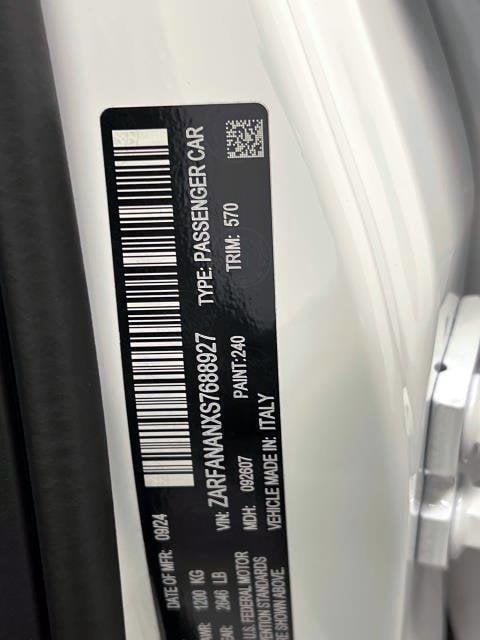 DATE OF MFR: 09/24
1200 KG
2646 LB
U.S. FEDERAL MOTOR
STANDARDS
SHOWN ABOVE.
VIN: ZARFANANXS7688927
TYPE: PASSENGER CAR
MDH: 092607
PAINT:240
TRIM: 570
VEHICLE MADE IN: ITALY